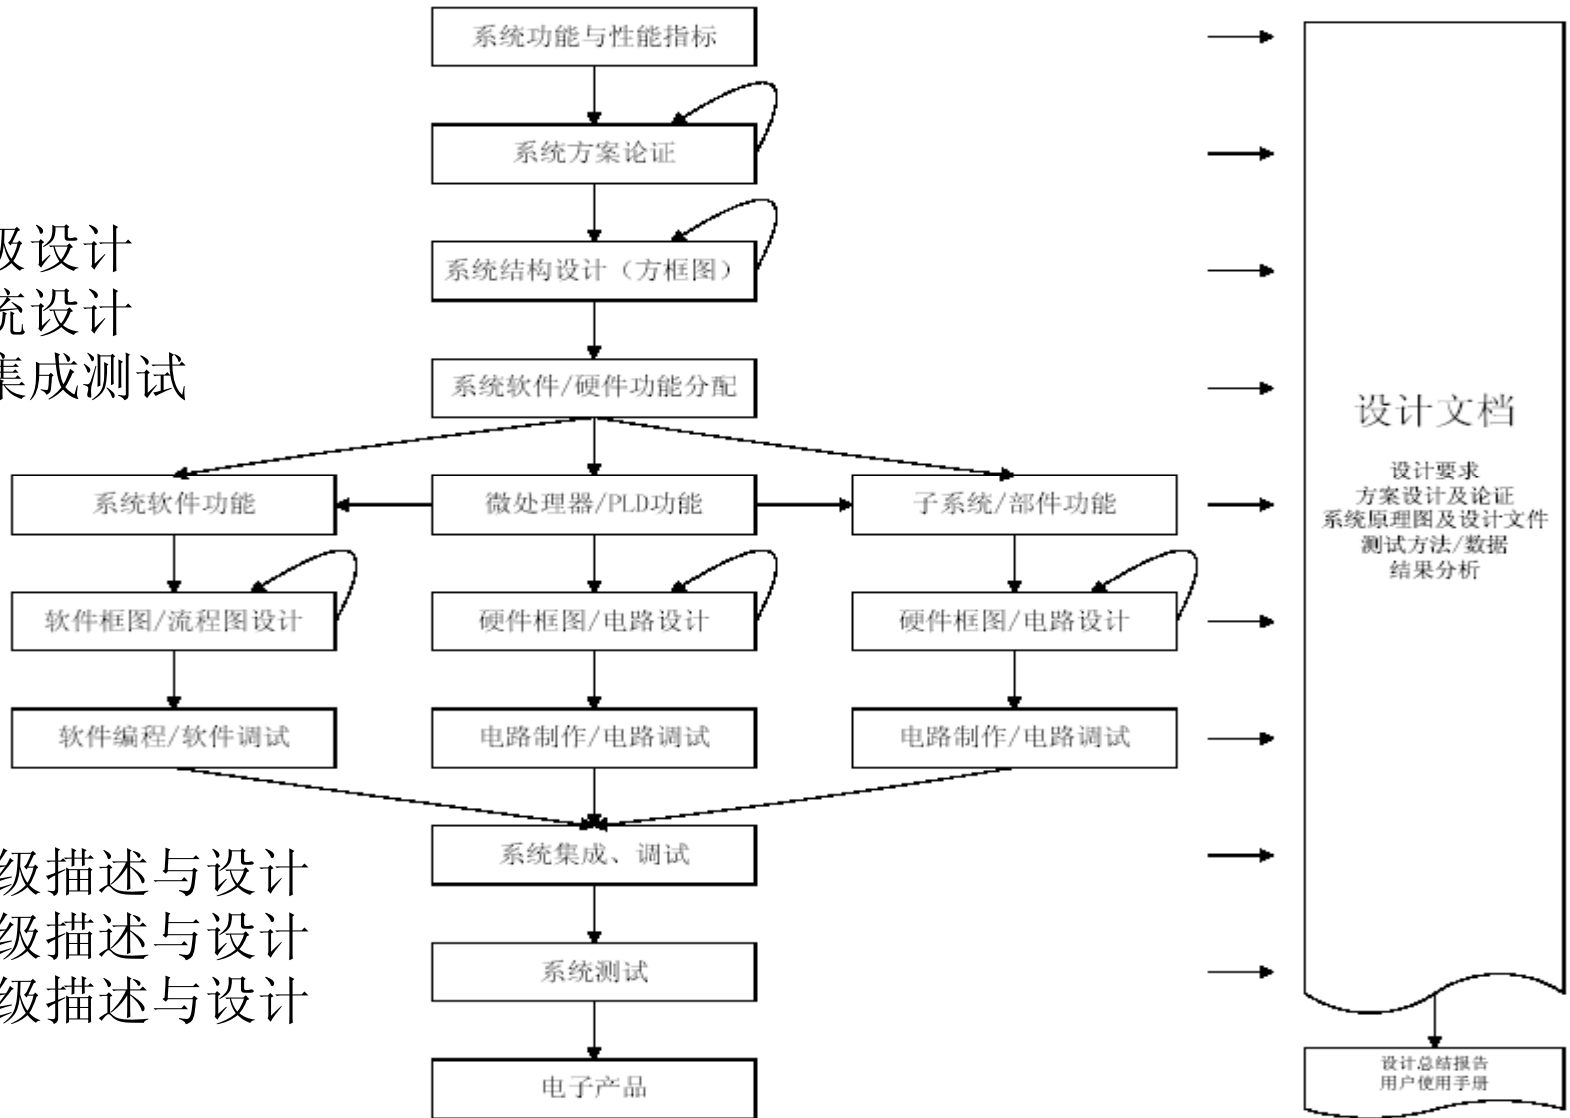 系统功能与性能指标
系统方案论证
级设计
统设计
集成测试
系统结构设计（方框图）
系统软件/硬件功能分配
系统软件功能
微处理器/PLD功能
子系统/部件功能
软件框图/流程图设计
硬件框图/电路设计
硬件框图/电路设计
软件编程/软件调试
电路制作/电路调试
电路制作/电路调试
级描述与设计
级描述与设计
级描述与设计
系统集成、调试
系统测试
电子产品
设计文档
设计要求
方案设计及论证
系统原理图及设计文件
测试方法/数据
结果分析
设计总结报告
用户使用手册